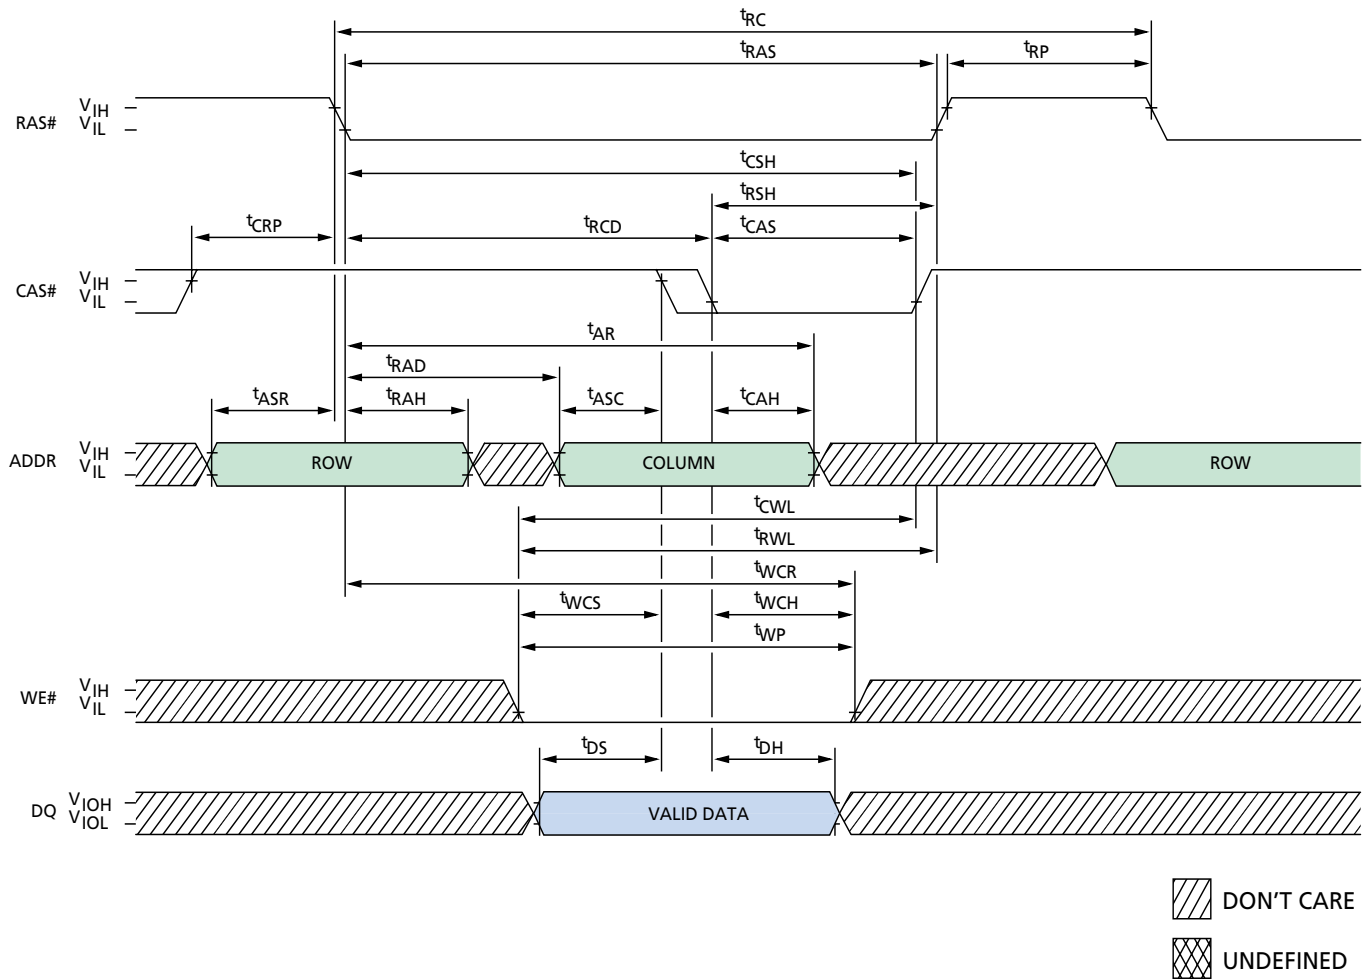 tRC
tRAS
tRP
RAS# VIH
VIL
tCSH
tRSH
tCRP
tRCD
tCAS
CAS# VIH
VIL
tAR
tRAD
tASR
tRAH
tASC
tCAH
ADDR VIH
VIL
ROW
COLUMN
ROW
tCWL
tRWL
tWCR
tWCS
tWCH
tWP
WE# VIH
VIL
tDS
tDH
DQ VIOH
VIOL
VALID DATA
DON'T CARE
UNDEFINED